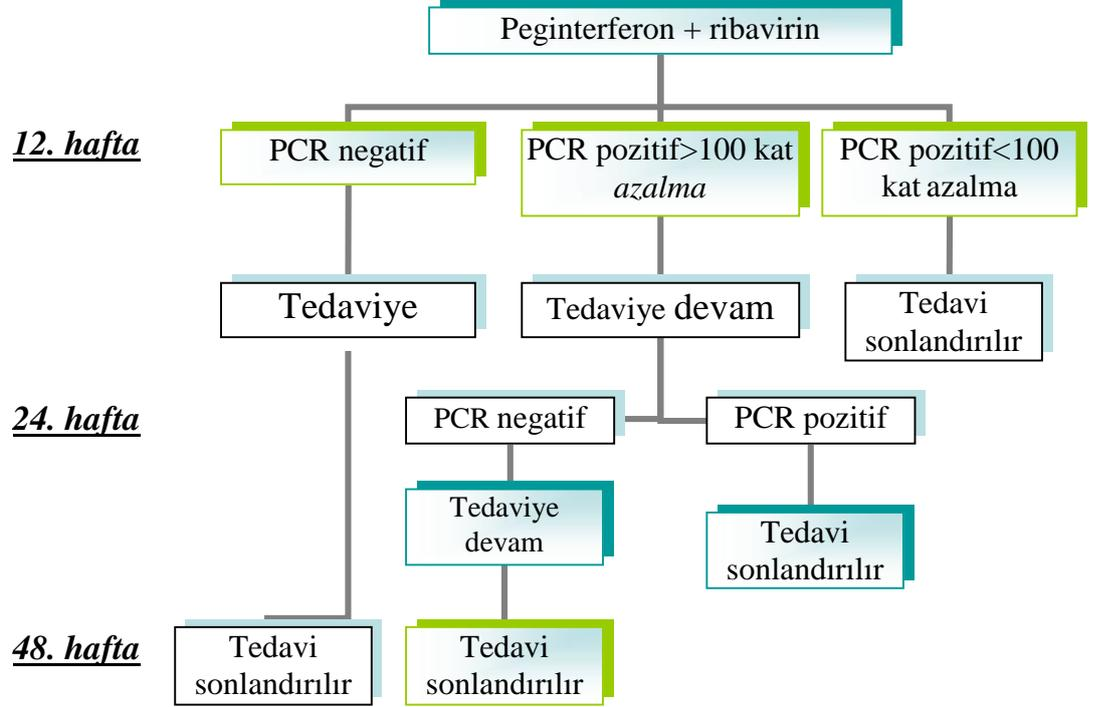 Peginterferon + ribavirin
12. hafta
PCR negatif
PCR pozitif>100 kat
azalma
PCR pozitif<100
kat azalma
Tedaviye
Tedaviye devam
Tedavi
sonlandırılır
24. hafta
PCR negatif
PCR pozitif
Tedaviye
devam
Tedavi
sonlandırılır
48. hafta
Tedavi
sonlandırılır
Tedavi
sonlandırılır